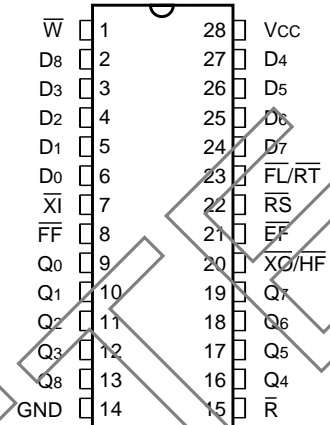 W̅ 1 28 Vcc
D8 2 27 D4
D3 3 26 D5
D2 4 25 D6
D1 5 24 D7
D0 6 23 F̅L̅/R̅T̅
X̅I̅ 7 22 R̅S̅
F̅F̅ 8 21 E̅F̅
Q0 9 20 X̅O̅/H̅F̅
Q1 10 19 Q7
Q2 11 18 Q6
Q3 12 17 Q5
Q8 13 16 Q4
GND 14 15 R̅